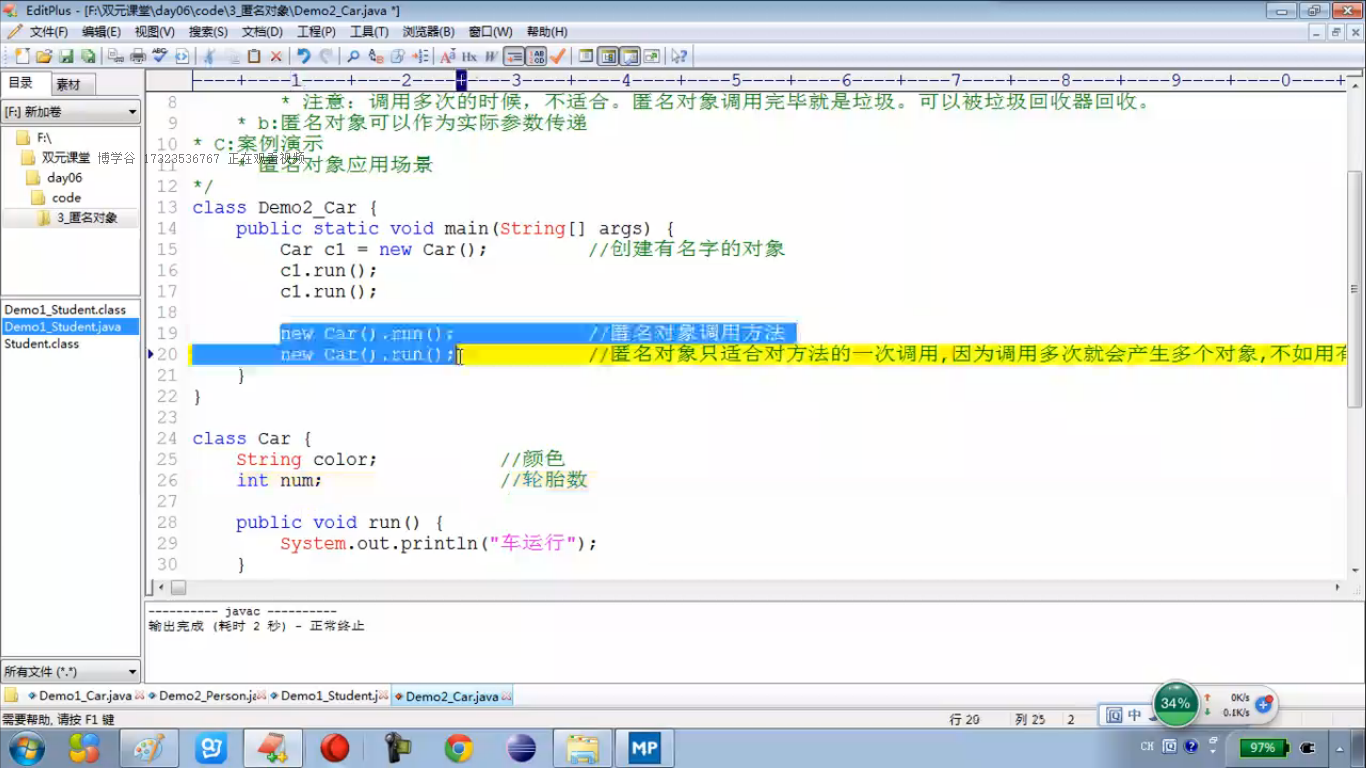 EditPlus - [F:\双元课堂\day06\code\3_匿名对象\Demo2_Car.java *]
文件(F) 编辑(E) 视图(V) 搜索(S) 文档(D) 工程(P) 工具(T) 浏览器(B) 窗口(W) 帮助(H)
目录 素材
[F:] 新加卷
F:\
双元课堂
day06
code
3_匿名对象
博学谷 17323536767 正在观看视频
Demo1_Student.class
Demo1_Student.java
Student.class
所有文件 (*.*)
----+----1----+----2----+----3----+----4----+----5----+----6----+----7----+----8----+----9----+----0----+
8 * 注意：调用多次的时候，不适合。匿名对象调用完毕就是垃圾。可以被垃圾回收器回收。
9 * b:匿名对象可以作为实际参数传递
10 * C:案例演示
11 * 匿名对象应用场景
12 */
13 class Demo2_Car {
14 public static void main(String[] args) {
15 Car c1 = new Car(); //创建有名字的对象
16 c1.run();
17 c1.run();
18
19 new Car().run(); //匿名对象调用方法
20 new Car().run(); //匿名对象只适合对方法的一次调用,因为调用多次就会产生多个对象,不如用有
21 }
22 }
23
24 class Car {
25 String color; //颜色
26 int num; //轮胎数
27
28 public void run() {
29 System.out.println("车运行");
30 }
---------- javac ----------
输出完成 (耗时 2 秒) - 正常终止
Demo1_Car.java Demo2_Person.ja Demo1_Student.j Demo2_Car.java
需要帮助, 请按 F1 键 行 20 列 25 2
中
34% 0K/s
0.1K/s
MP CH 97%